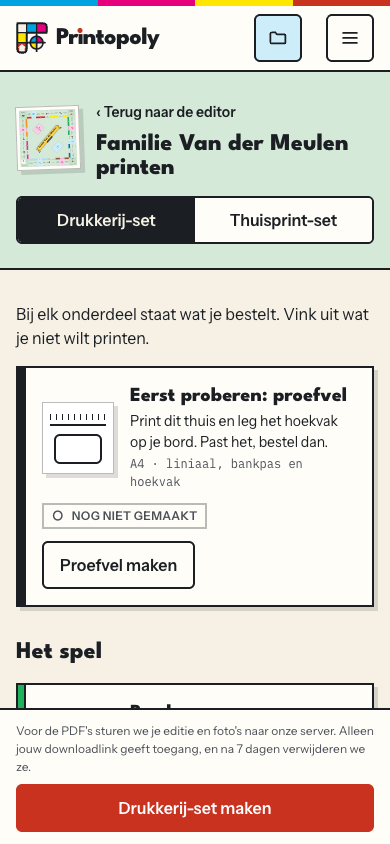 Printopoly
‹ Terug naar de editor
Familie Van der Meulen
printen
Drukkerij-set
Thuisprint-set
Bij elk onderdeel staat wat je bestelt. Vink uit wat
je niet wilt printen.
Eerst proberen: proefvel
Print dit thuis en leg het hoekvak
op je bord. Past het, bestel dan.
A4 · liniaal, bankpas en
hoekvak
NOG NIET GEMAAKT
Proefvel maken
Het spel
Voor de PDF's sturen we je editie en foto's naar onze server. Alleen
jouw downloadlink geeft toegang, en na 7 dagen verwijderen we
ze.
Drukkerij-set maken